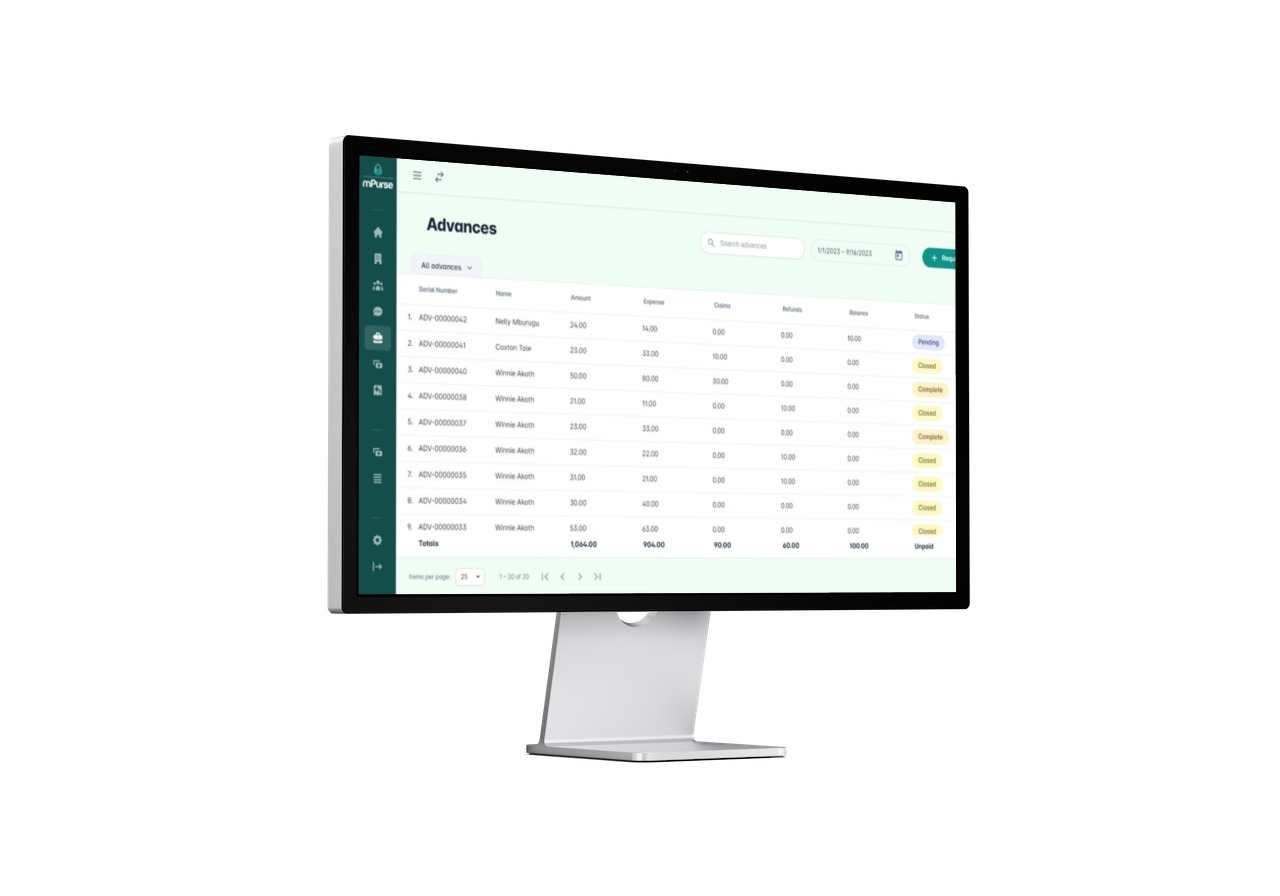 mPurse
Advances
Search advances
1/1/2023 – 9/16/2023
+ Requ
All advances
Serial Number Name Amount Expense Claims Refunds Balance Status
1. ADV-00000042 Nelly Mburugu 24.00 14.00 0.00 0.00 10.00 Pending
2. ADV-00000041 Caxton Toie 23.00 33.00 10.00 0.00 0.00 Closed
3. ADV-00000040 Winnie Akoth 50.00 80.00 30.00 0.00 0.00 Complete
4. ADV-00000038 Winnie Akoth 21.00 11.00 0.00 10.00 0.00 Closed
5. ADV-00000037 Winnie Akoth 23.00 33.00 0.00 0.00 0.00 Complete
6. ADV-00000036 Winnie Akoth 32.00 22.00 0.00 10.00 0.00 Closed
7. ADV-00000035 Winnie Akoth 31.00 21.00 0.00 10.00 0.00 Closed
8. ADV-00000034 Winnie Akoth 30.00 40.00 0.00 0.00 0.00 Closed
9. ADV-00000033 Winnie Akoth 53.00 63.00 0.00 0.00 0.00 Closed
Totals 1,064.00 904.00 90.00 60.00 100.00 Unpaid
Items per page: 25 1 – 20 of 20